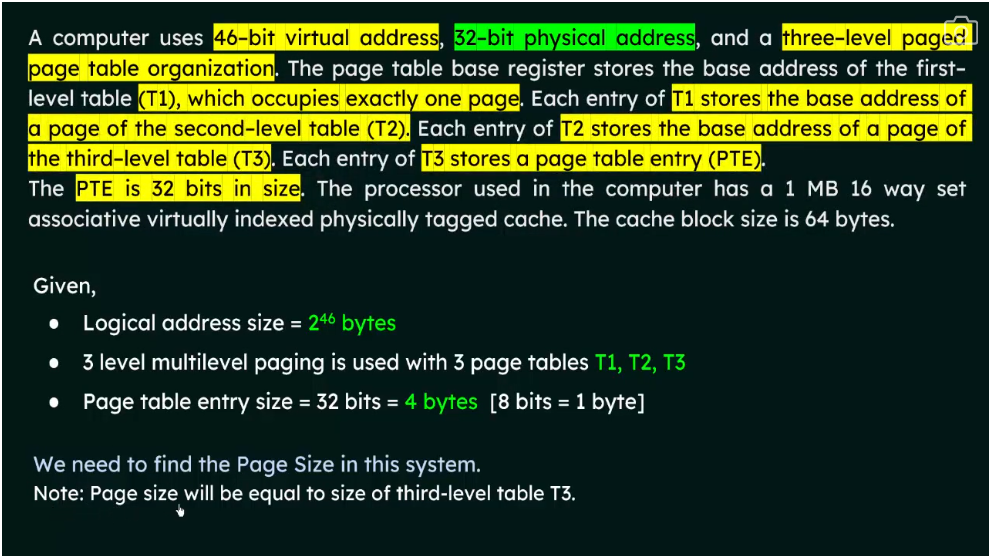 A computer uses 46-bit virtual address, 32-bit physical address, and a three-level paged
page table organization. The page table base register stores the base address of the first-
level table (T1), which occupies exactly one page. Each entry of T1 stores the base address of
a page of the second-level table (T2). Each entry of T2 stores the base address of a page of
the third-level table (T3). Each entry of T3 stores a page table entry (PTE).
The PTE is 32 bits in size. The processor used in the computer has a 1 MB 16 way set
associative virtually indexed physically tagged cache. The cache block size is 64 bytes.
Given,
● Logical address size = 2⁴⁶ bytes
● 3 level multilevel paging is used with 3 page tables T1, T2, T3
● Page table entry size = 32 bits = 4 bytes [8 bits = 1 byte]
We need to find the Page Size in this system.
Note: Page size will be equal to size of third-level table T3.